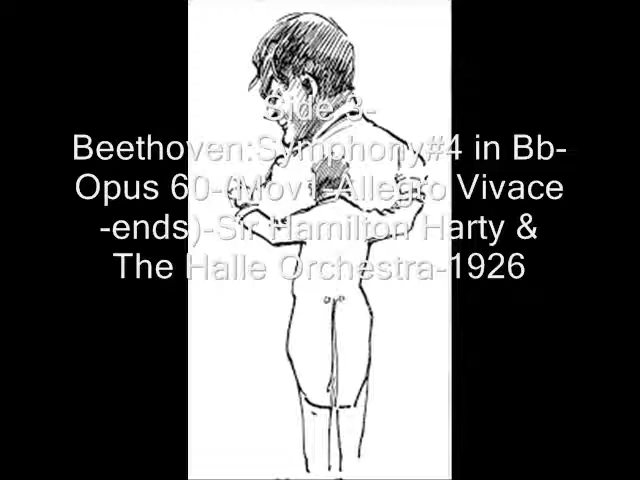 Side 3-
Beethoven:Symphony#4 in Bb-
Opus 60-(Mov1-Allegro Vivace
-ends)-Sir Hamilton Harty &
The Halle Orchestra-1926